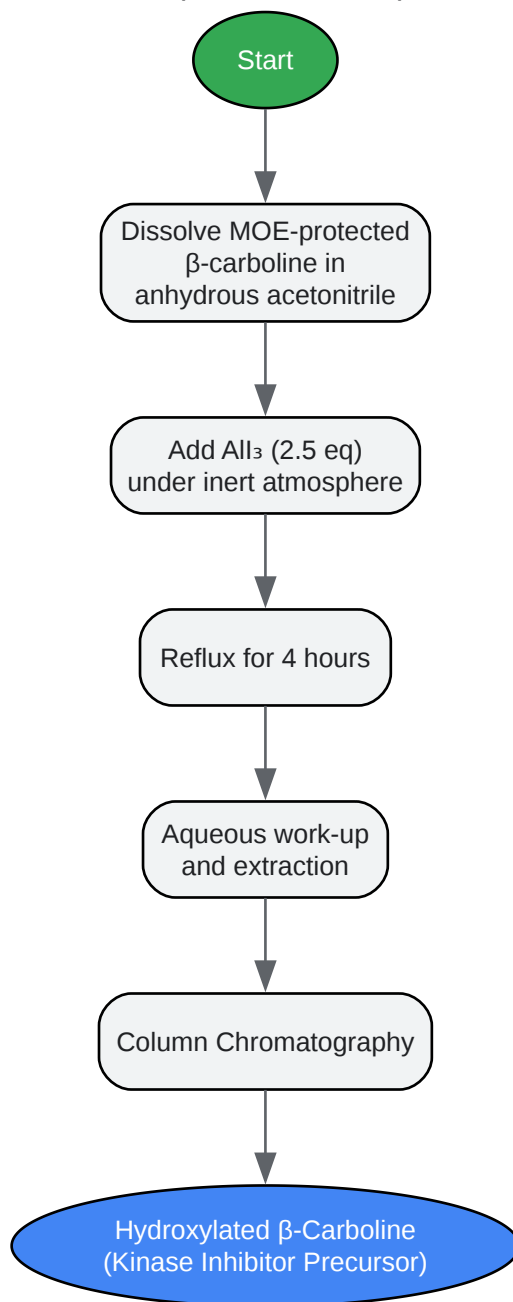 Start
Dissolve MOE-protected
β-carboline in
anhydrous acetonitrile
Add AlI₃ (2.5 eq)
under inert atmosphere
Reflux for 4 hours
Aqueous work-up
and extraction
Column Chromatography
Hydroxylated β-Carboline
(Kinase Inhibitor Precursor)